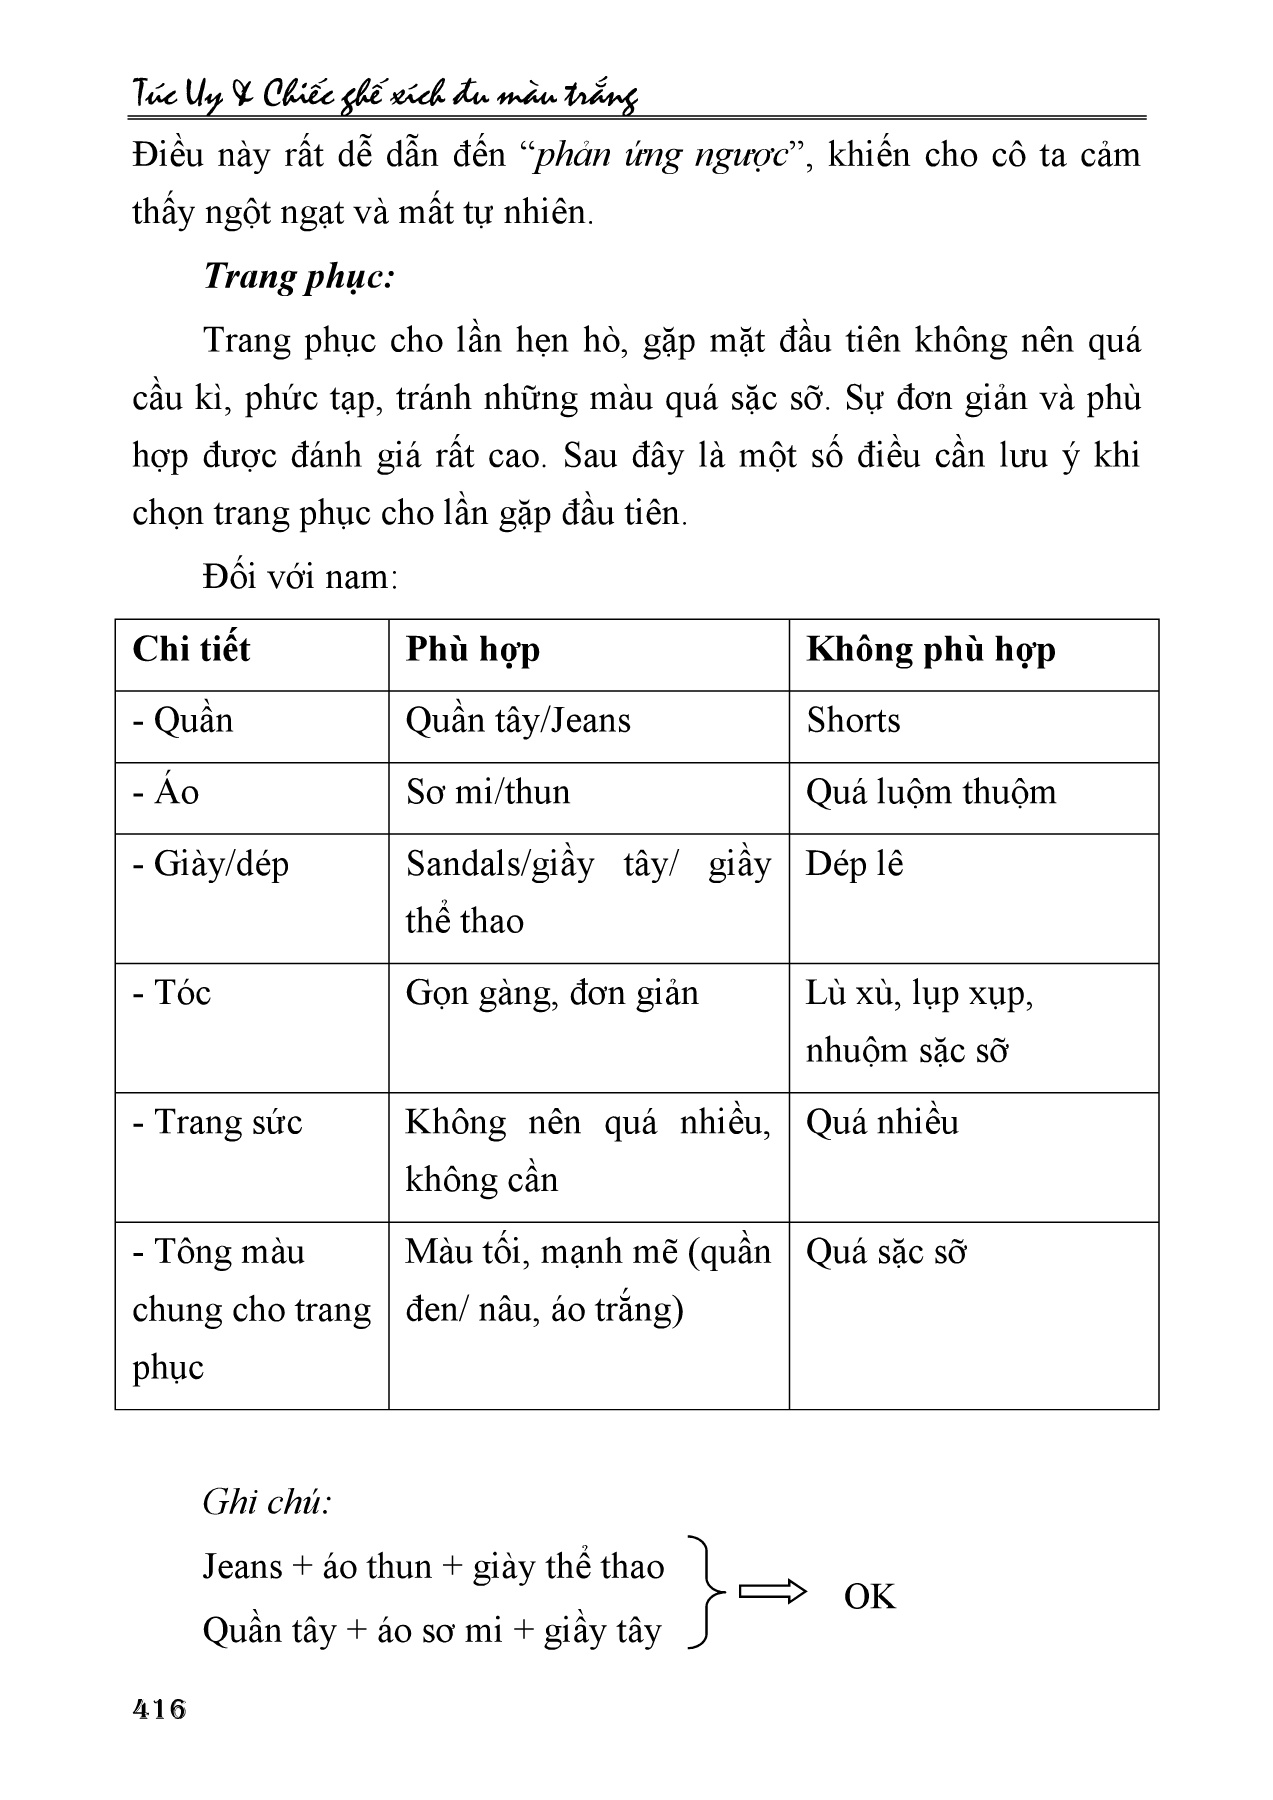 Túc Uy & Chiếc ghế xích đu màu trắng
Điều này rất dễ dẫn đến “phản ứng ngược”, khiến cho cô ta cảm
thấy ngột ngạt và mất tự nhiên.
Trang phục:
Trang phục cho lần hẹn hò, gặp mặt đầu tiên không nên quá
cầu kì, phức tạp, tránh những màu quá sặc sỡ. Sự đơn giản và phù
hợp được đánh giá rất cao. Sau đây là một số điều cần lưu ý khi
chọn trang phục cho lần gặp đầu tiên.
Đối với nam:
Chi tiết Phù hợp Không phù hợp
- Quần Quần tây/Jeans Shorts
- Áo Sơ mi/thun Quá luộm thuộm
- Giày/dép Sandals/giầy tây/ giầy Dép lê
thể thao
- Tóc Gọn gàng, đơn giản Lù xù, lụp xụp,
nhuộm sặc sỡ
- Trang sức Không nên quá nhiều, Quá nhiều
không cần
- Tông màu Màu tối, mạnh mẽ (quần Quá sặc sỡ
chung cho trang đen/ nâu, áo trắng)
phục
Ghi chú:
Jeans + áo thun + giày thể thao
OK
Quần tây + áo sơ mi + giầy tây
416